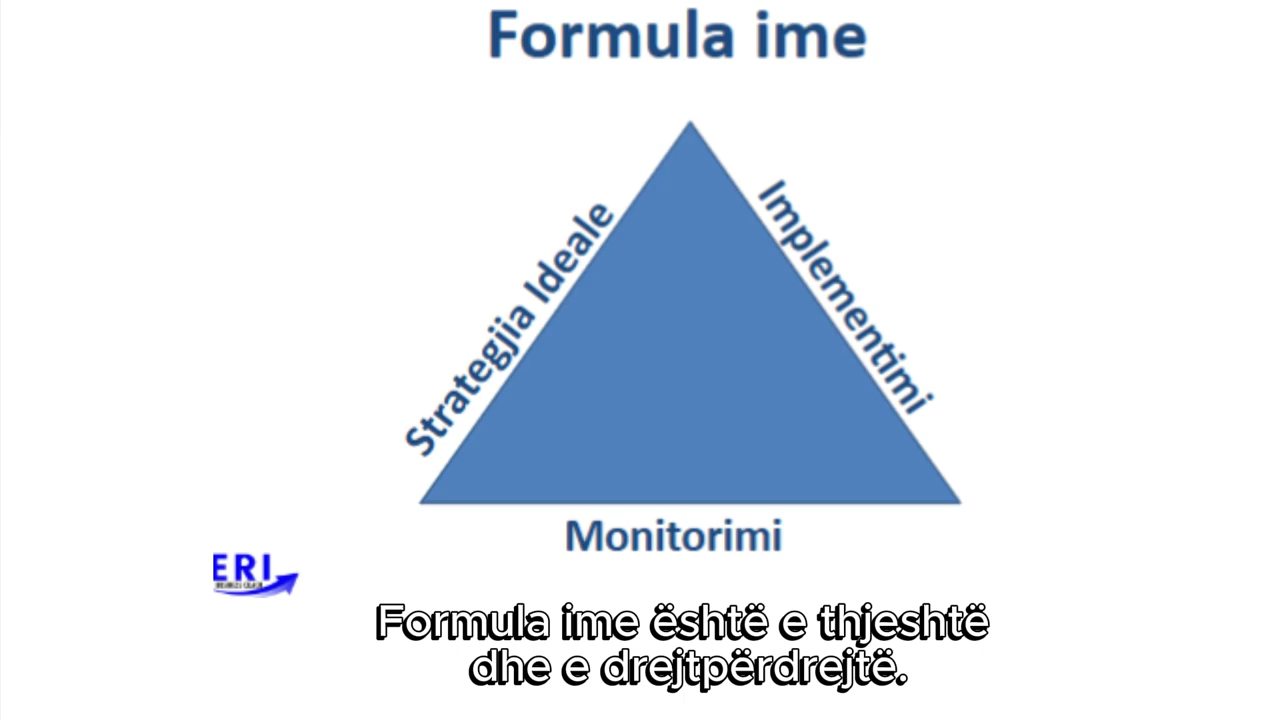 Formula ime
Strategjia Ideale
Implementimi
Monitorimi
ERI
Formula ime është e thjeshtë
dhe e drejtpërdrejtë.